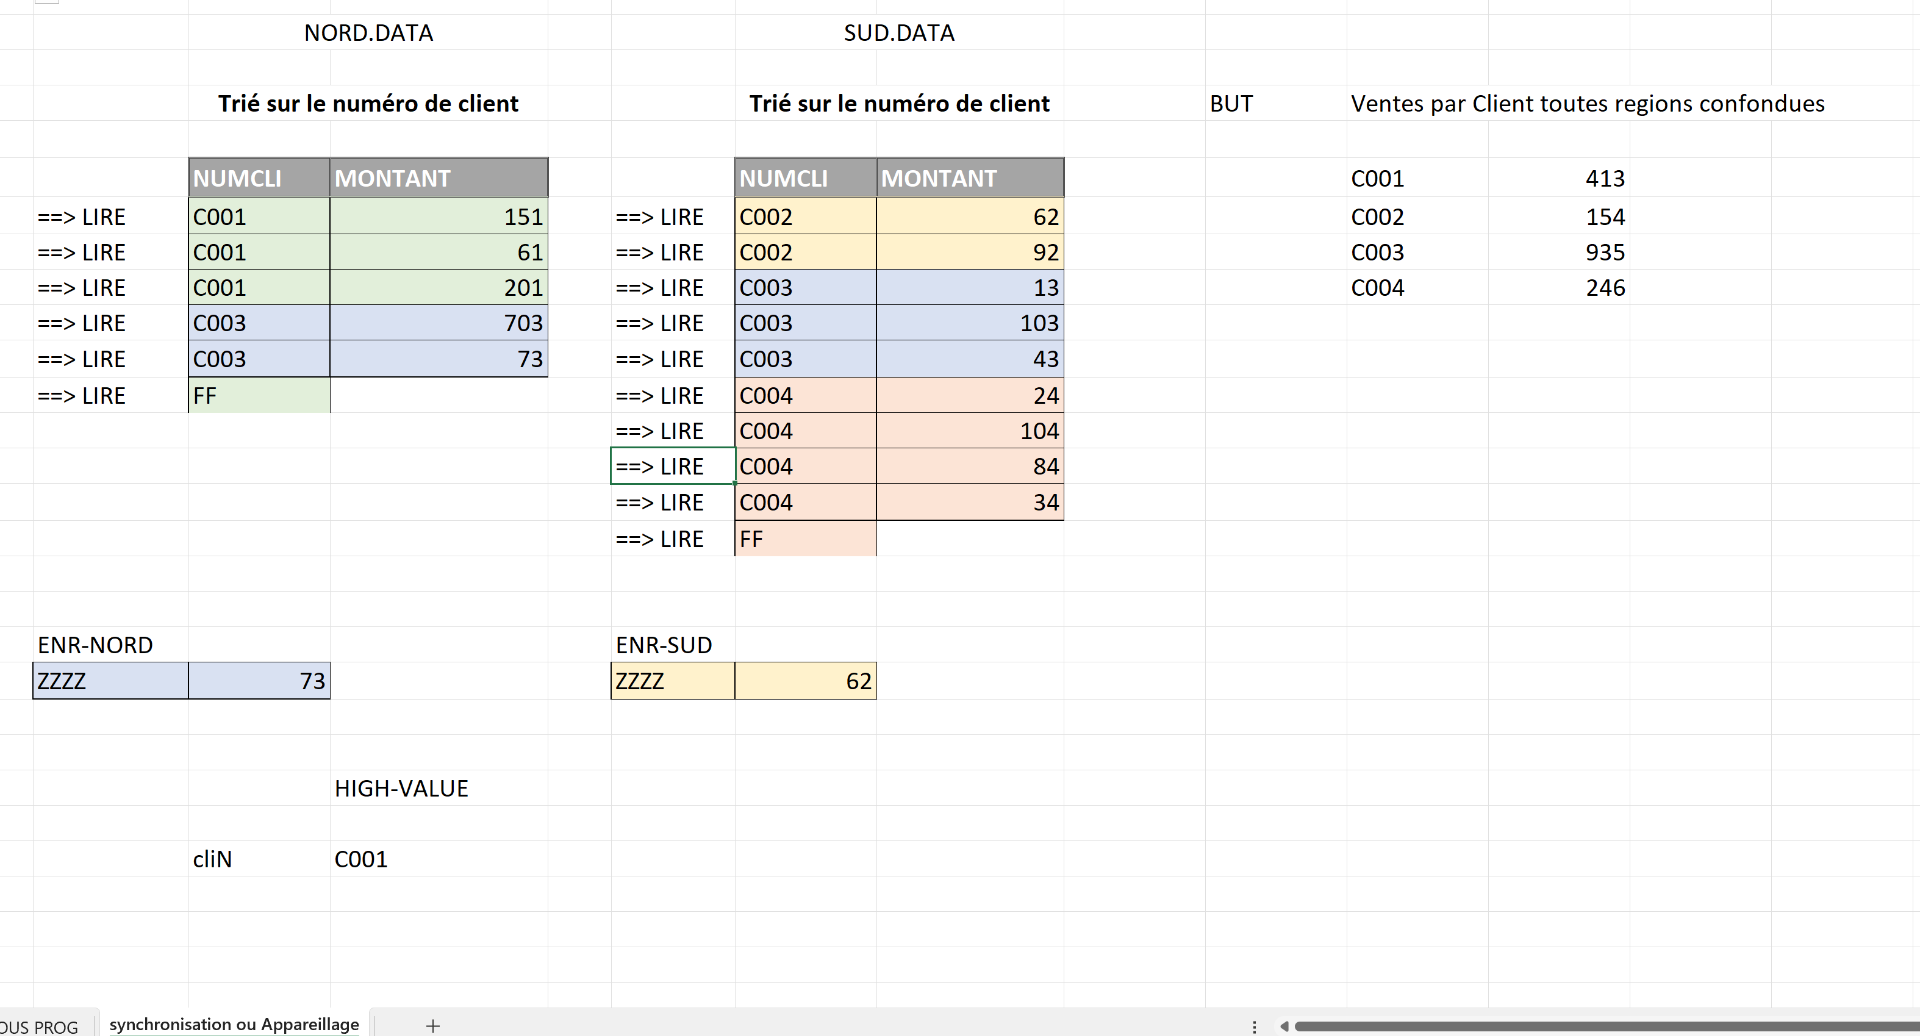 NORD.DATA SUD.DATA
Trié sur le numéro de client Trié sur le numéro de client BUT Ventes par Client toutes regions confondues
NUMCLI MONTANT NUMCLI MONTANT C001 413
==> LIRE C001 151 ==> LIRE C002 62 C002 154
==> LIRE C001 61 ==> LIRE C002 92 C003 935
==> LIRE C001 201 ==> LIRE C003 13 C004 246
==> LIRE C003 703 ==> LIRE C003 103
==> LIRE C003 73 ==> LIRE C003 43
==> LIRE FF ==> LIRE C004 24
==> LIRE C004 104
==> LIRE C004 84
==> LIRE C004 34
==> LIRE FF
ENR-NORD ENR-SUD
ZZZZ 73 ZZZZ 62
HIGH-VALUE
cliN C001
OUS PROG synchronisation ou Appareillage